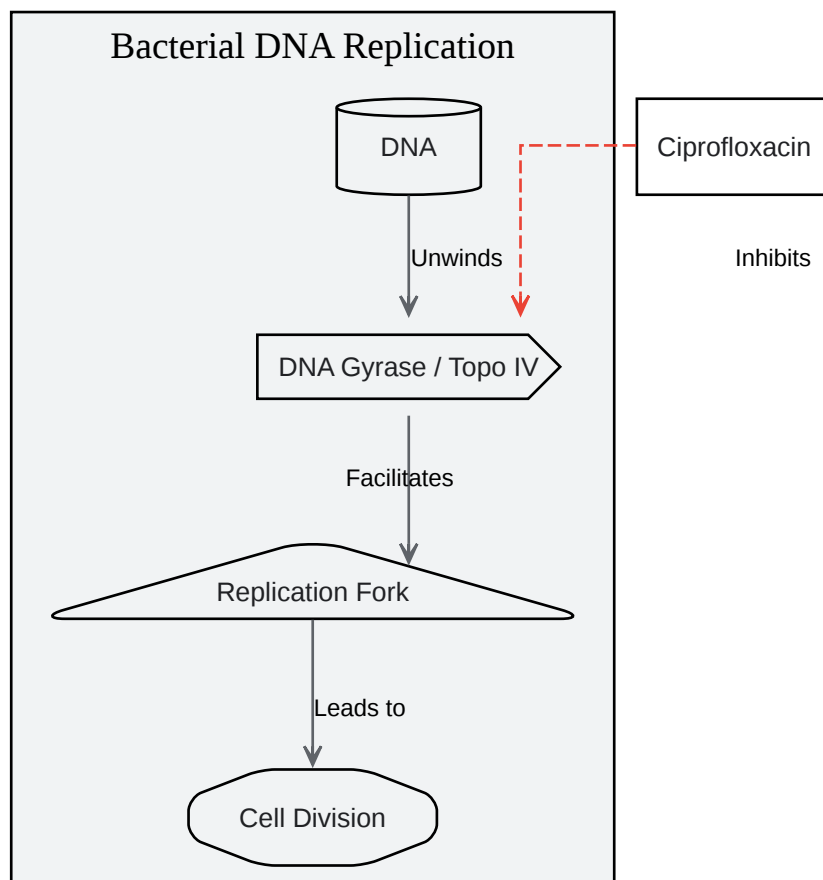 Bacterial DNA Replication
DNA
Ciprofloxacin
Unwinds
Inhibits
DNA Gyrase / Topo IV
Facilitates
Replication Fork
Leads to
Cell Division